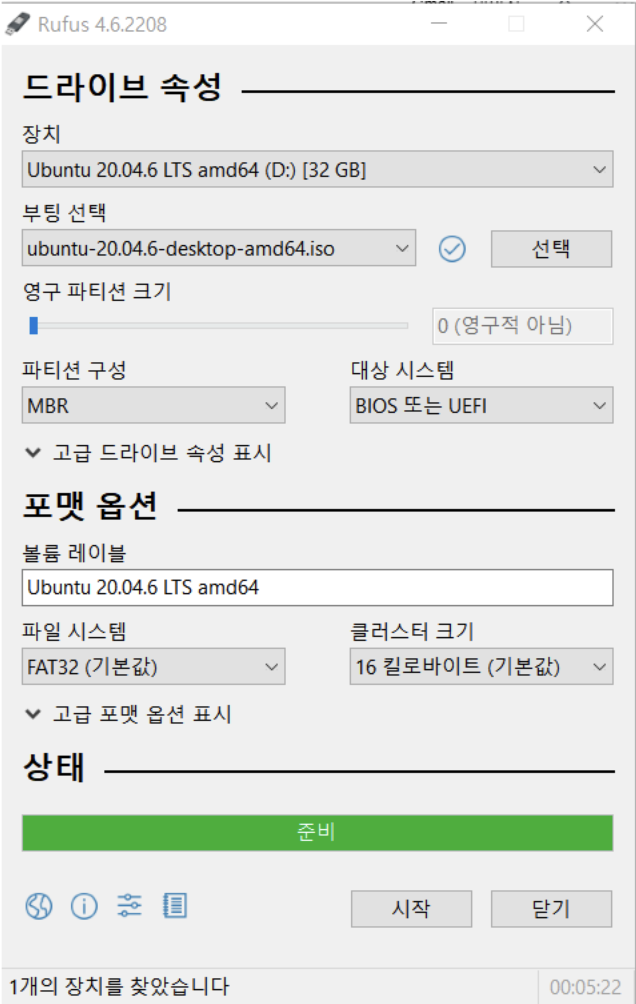 Rufus 4.6.2208
드라이브 속성
장치
Ubuntu 20.04.6 LTS amd64 (D:) [32 GB]
부팅 선택
ubuntu-20.04.6-desktop-amd64.iso
선택
영구 파티션 크기
0 (영구적 아님)
파티션 구성 대상 시스템
MBR BIOS 또는 UEFI
고급 드라이브 속성 표시
포맷 옵션
볼륨 레이블
Ubuntu 20.04.6 LTS amd64
파일 시스템 클러스터 크기
FAT32 (기본값) 16 킬로바이트 (기본값)
고급 포맷 옵션 표시
상태
준비
시작 닫기
1개의 장치를 찾았습니다 00:05:22